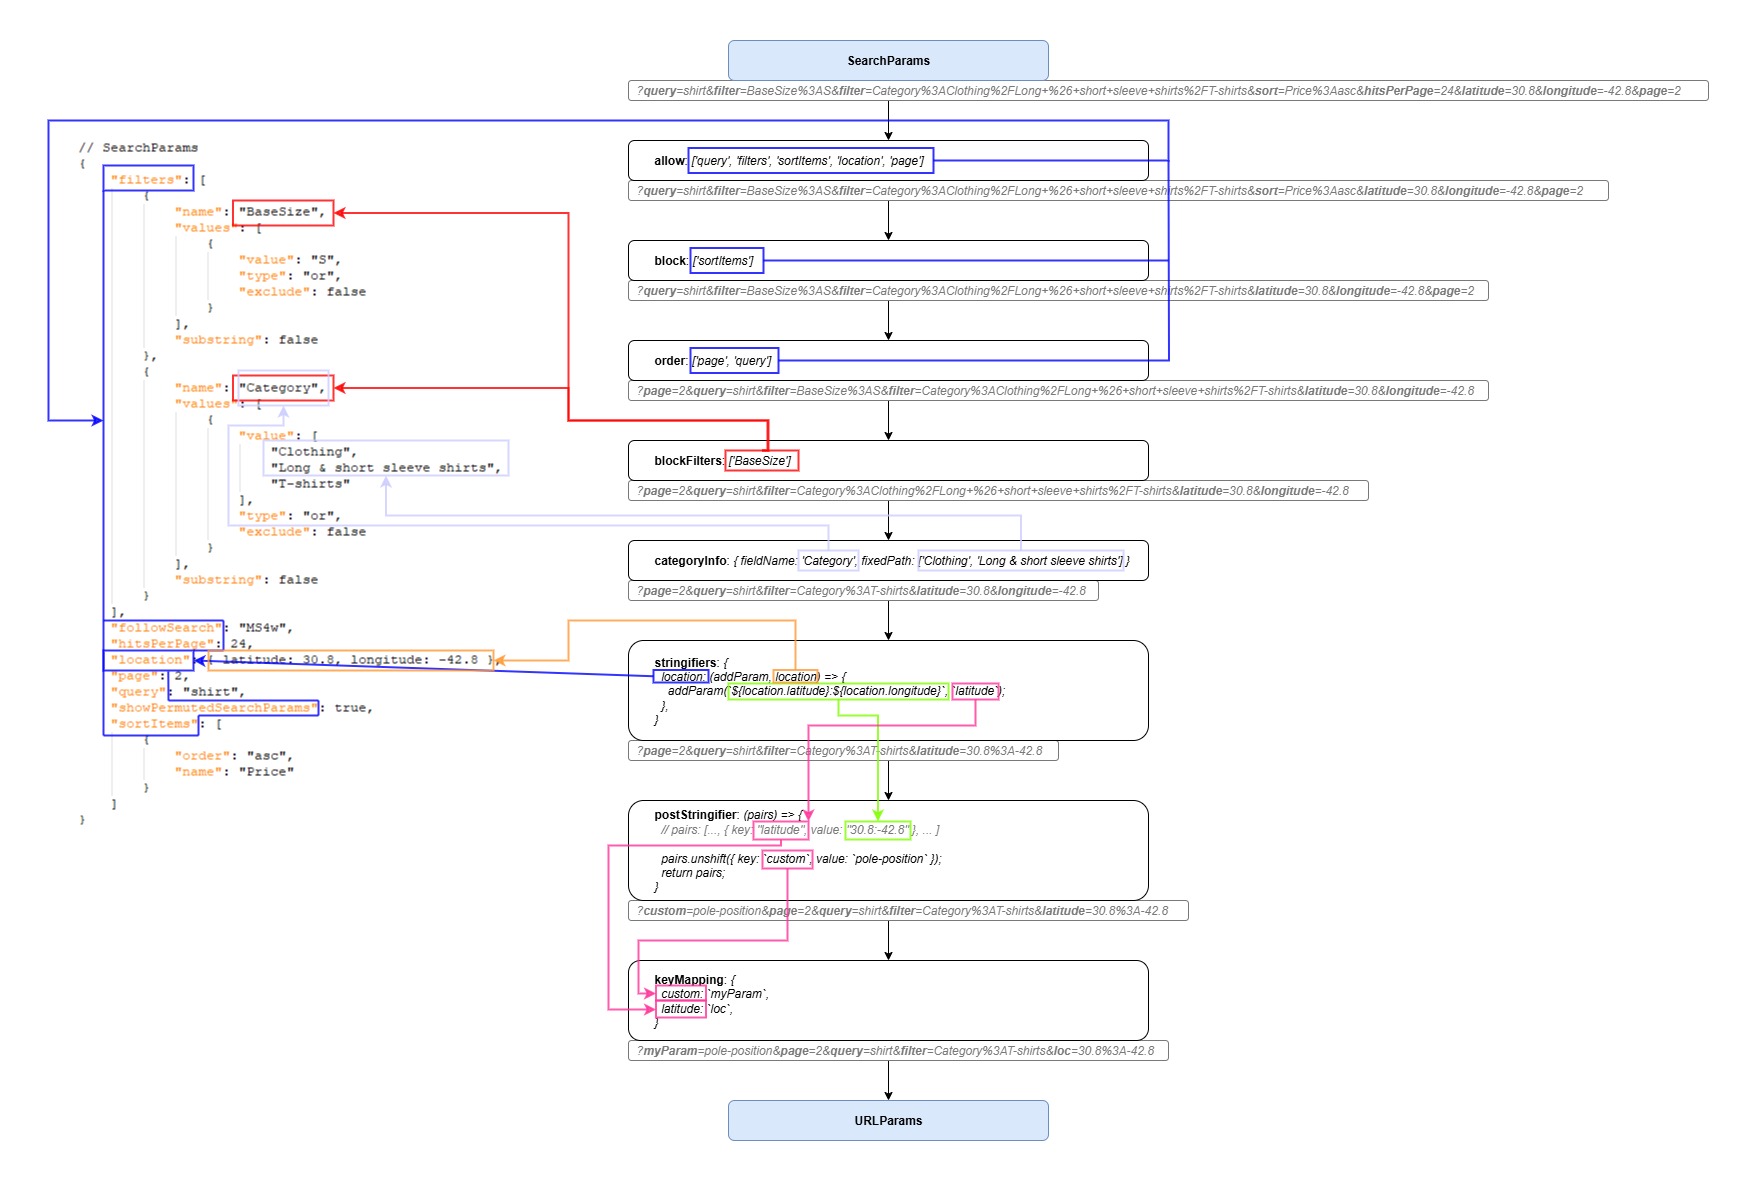 SearchParams
?query=shirt&filter=BaseSize%3AS&filter=Category%3AClothing%2FLong+%26+short+sleeve+shirts%2FT-shirts&sort=Price%3Aasc&hitsPerPage=24&latitude=30.8&longitude=-42.8&page=2
allow: ['query', 'filters', 'sortItems', 'location', 'page']
?query=shirt&filter=BaseSize%3AS&filter=Category%3AClothing%2FLong+%26+short+sleeve+shirts%2FT-shirts&sort=Price%3Aasc&latitude=30.8&longitude=-42.8&page=2
block: ['sortItems']
?query=shirt&filter=BaseSize%3AS&filter=Category%3AClothing%2FLong+%26+short+sleeve+shirts%2FT-shirts&latitude=30.8&longitude=-42.8&page=2
order: ['page', 'query']
?page=2&query=shirt&filter=BaseSize%3AS&filter=Category%3AClothing%2FLong+%26+short+sleeve+shirts%2FT-shirts&latitude=30.8&longitude=-42.8
blockFilters: ['BaseSize']
?page=2&query=shirt&filter=Category%3AClothing%2FLong+%26+short+sleeve+shirts%2FT-shirts&latitude=30.8&longitude=-42.8
categoryInfo: { fieldName: 'Category', fixedPath: ['Clothing', 'Long & short sleeve shirts'] }
?page=2&query=shirt&filter=Category%3AT-shirts&latitude=30.8&longitude=-42.8
stringifiers: {
location: (addParam, location) => {
addParam(`${location.latitude}:${location.longitude}`, `latitude`);
},
}
?page=2&query=shirt&filter=Category%3AT-shirts&latitude=30.8%3A-42.8
postStringifier: (pairs) => {
// pairs: [..., { key: "latitude", value: "30.8:-42.8" }, ... ]
pairs.unshift({ key: `custom`, value: `pole-position` });
return pairs;
}
?custom=pole-position&page=2&query=shirt&filter=Category%3AT-shirts&latitude=30.8%3A-42.8
keyMapping: {
custom: `myParam`,
latitude: `loc`,
}
?myParam=pole-position&page=2&query=shirt&filter=Category%3AT-shirts&loc=30.8%3A-42.8
URLParams
// SearchParams
{
"filters": [
{
"name": "BaseSize",
"values": [
{
"value": "S",
"type": "or",
"exclude": false
}
],
"substring": false
},
{
"name": "Category",
"values": [
{
"value": [
"Clothing",
"Long & short sleeve shirts",
"T-shirts"
],
"type": "or",
"exclude": false
}
],
"substring": false
}
],
"followSearch": "MS4w",
"hitsPerPage": 24,
"location": { latitude: 30.8, longitude: -42.8 },
"page": 2,
"query": "shirt",
"showPermutedSearchParams": true,
"sortItems": [
{
"order": "asc",
"name": "Price"
}
]
}